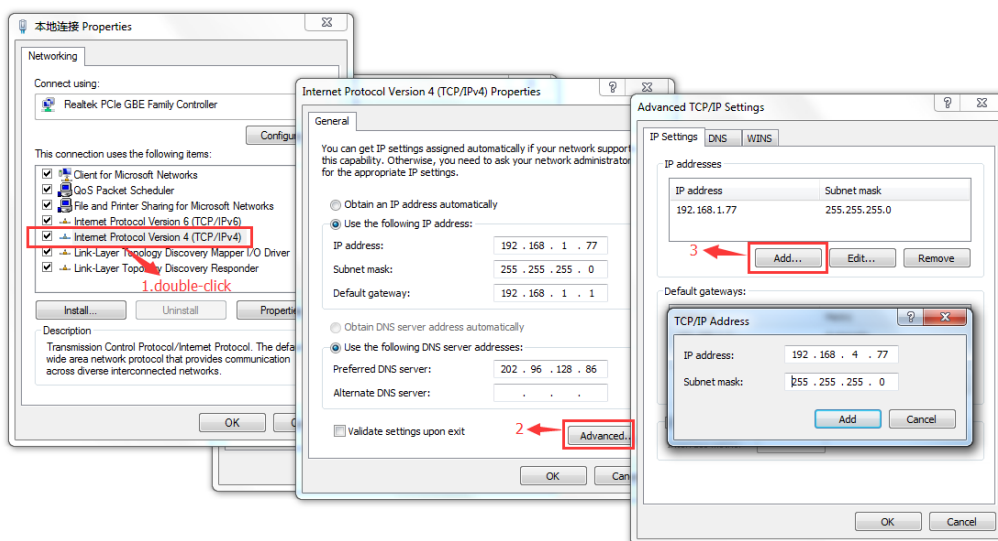 本地连接 Properties
Networking
Connect using:
Realtek PCIe GBE Family Controller
This connection uses the following items:
Client for Microsoft Networks
QoS Packet Scheduler
File and Printer Sharing for Microsoft Networks
Internet Protocol Version 6 (TCP/IPv6)
Internet Protocol Version 4 (TCP/IPv4)
Link-Layer Topology Discovery Mapper I/O Driver
Link-Layer Topology Discovery Responder
1.double-click
Install...
Uninstall
Description
Transmission Control Protocol/Internet Protocol. The
wide area network protocol that provides communication
across diverse interconnected networks.
OK
Internet Protocol Version 4 (TCP/IPv4) Properties
General
You can get IP settings assigned automatically if your network
this capability. Otherwise, you need to ask your network administrator
for the appropriate IP settings.
Obtain an IP address automatically
Use the following IP address:
IP address: 192 . 168 . 1 . 77
Subnet mask: 255 . 255 . 255 . 0
Default gateway: 192 . 168 . 1 . 1
Obtain DNS server address automatically
Use the following DNS server addresses:
Preferred DNS server: 202 . 96 . 128 . 86
Alternate DNS server: . . .
Validate settings upon exit
2
Advanced...
OK
Advanced TCP/IP Settings
IP Settings DNS WINS
IP addresses
IP address Subnet mask
192.168.1.77 255.255.255.0
3
Add... Edit... Remove
Default gateways:
TCP/IP Address
IP address: 192 . 168 . 4 . 77
Subnet mask: 255 . 255 . 255 . 0
Add Cancel
OK Cancel